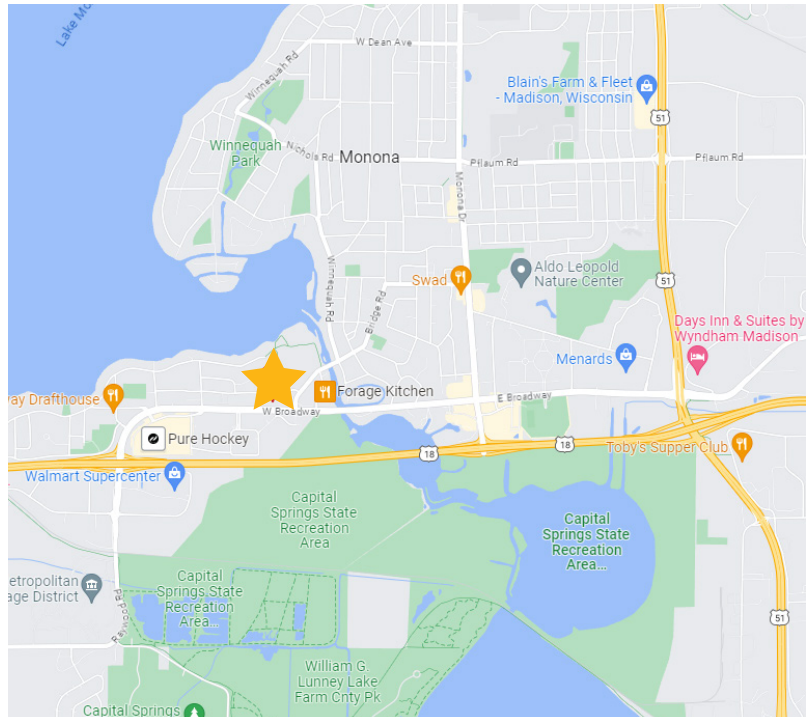 Lake Mo
W Dean Ave
Winnequah Rd
Blain's Farm & Fleet
- Madison, Wisconsin
51
Winnequah
Park
Nichols Rd
Monona
Pflaum Rd
Pflaum Rd
Monona Dr
Winnequah Rd
Bridge Rd
Swad
Aldo Leopold
Nature Center
51
Days Inn & Suites by
Wyndham Madison
Menards
way Drafthouse
Forage Kitchen
W Broadway
E Broadway
Pure Hockey
18
18
Toby's Supper Club
Walmart Supercenter
Capital
Springs State
Recreation
Area
Capital
Springs State
Recreation
Area...
etropolitan
age District
Capital
Springs State
Recreation
Area...
Raywood Rd
51
William G.
Lunney Lake
Farm Cnty Pk
Capital Springs